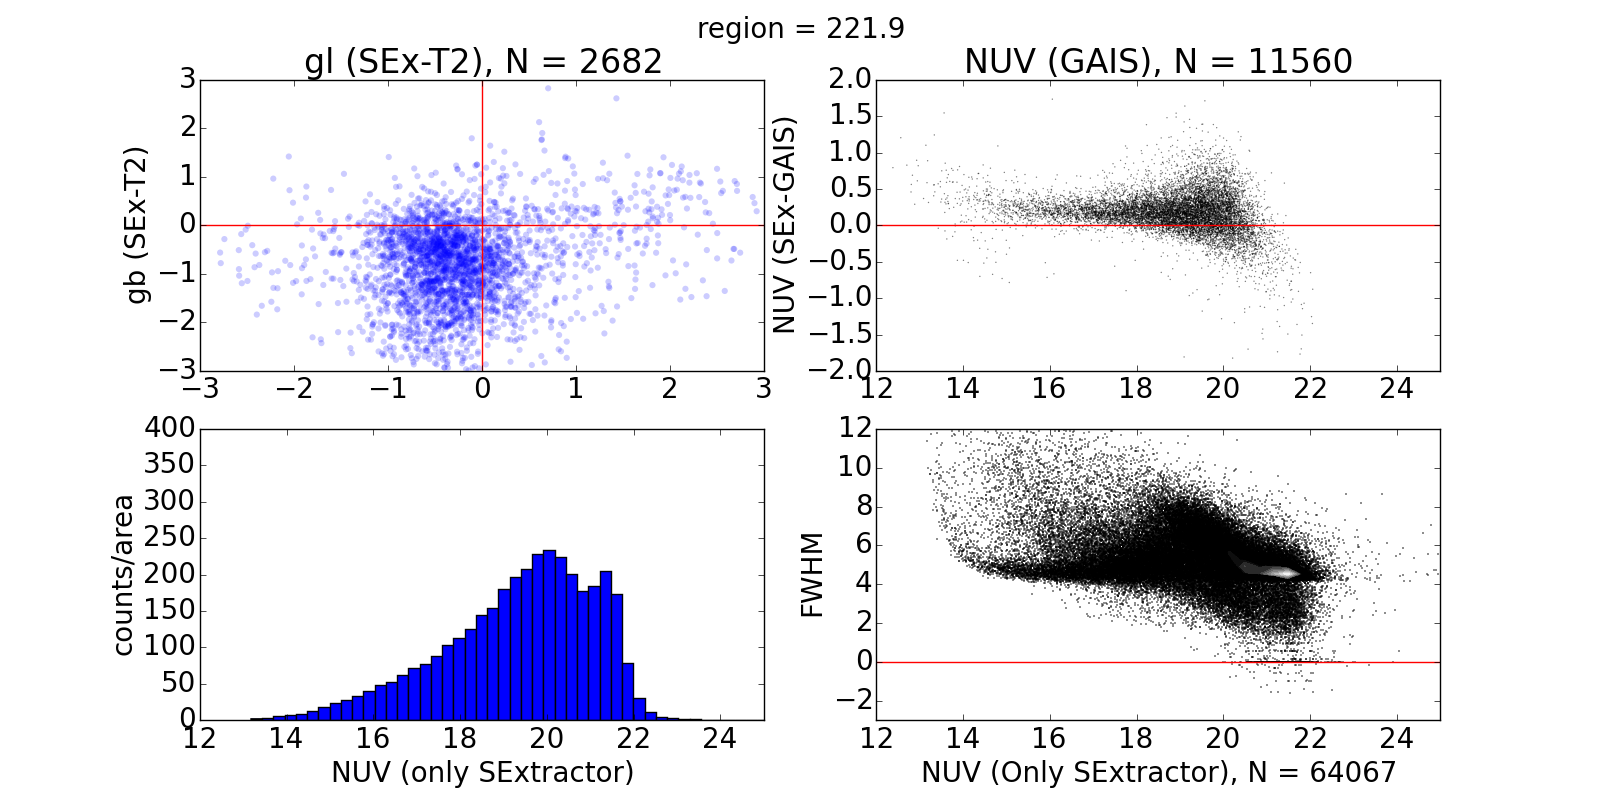 region = 221.9
gl (SEx-T2), N = 2682
3
2
1
0
−1
−2
−3
gb (SEx-T2)
−3 −2 −1 0 1 2 3
NUV (GAIS), N = 11560
2.0
1.5
1.0
0.5
0.0
−0.5
−1.0
−1.5
−2.0
NUV (SEx-GAIS)
12 14 16 18 20 22 24
400
350
300
250
200
150
100
50
0
counts/area
12 14 16 18 20 22 24
NUV (only SExtractor)
12
10
8
6
4
2
0
−2
FWHM
12 14 16 18 20 22 24
NUV (Only SExtractor), N = 64067